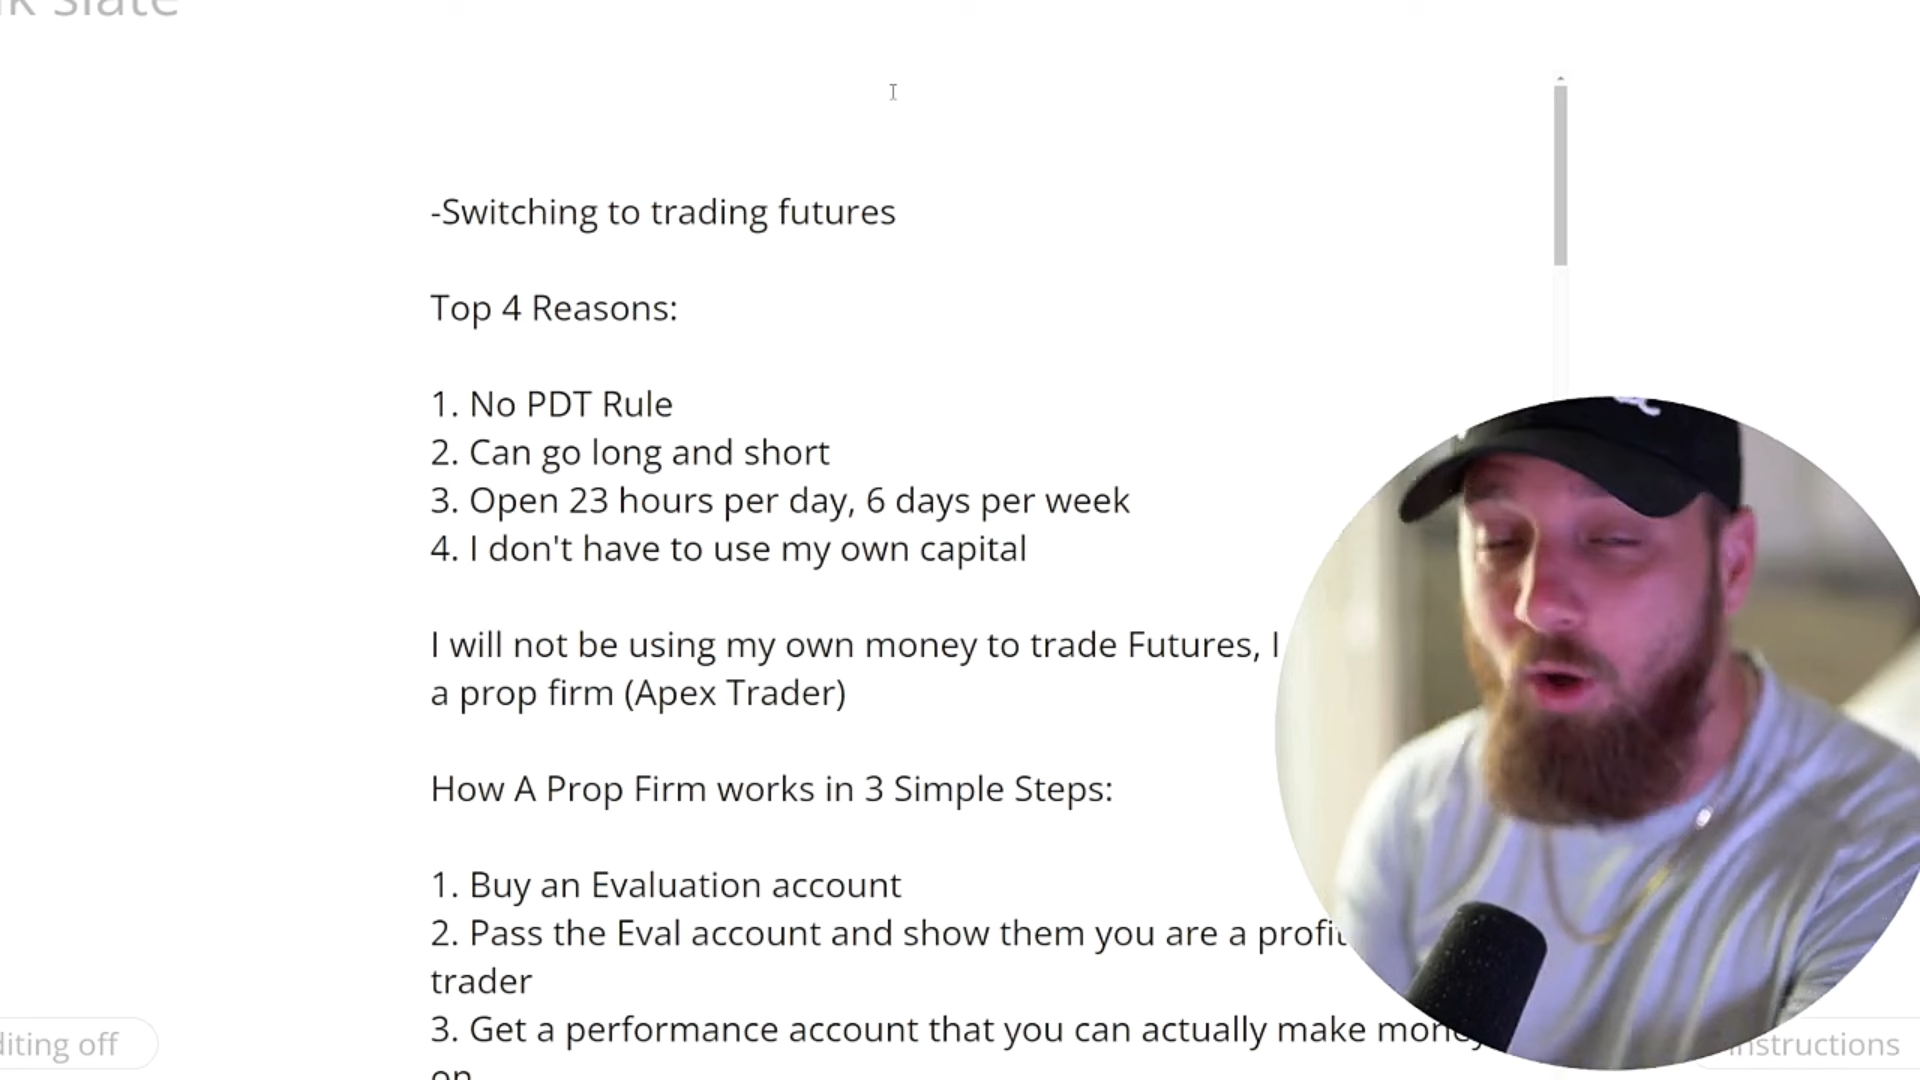 -Switching to trading futures
Top 4 Reasons:
1. No PDT Rule
2. Can go long and short
3. Open 23 hours per day, 6 days per week
4. I don't have to use my own capital
I will not be using my own money to trade Futures, I
a prop firm (Apex Trader)
How A Prop Firm works in 3 Simple Steps:
1. Buy an Evaluation account
2. Pass the Eval account and show them you are a
trader
3. Get a performance account that you can actually make
on
off